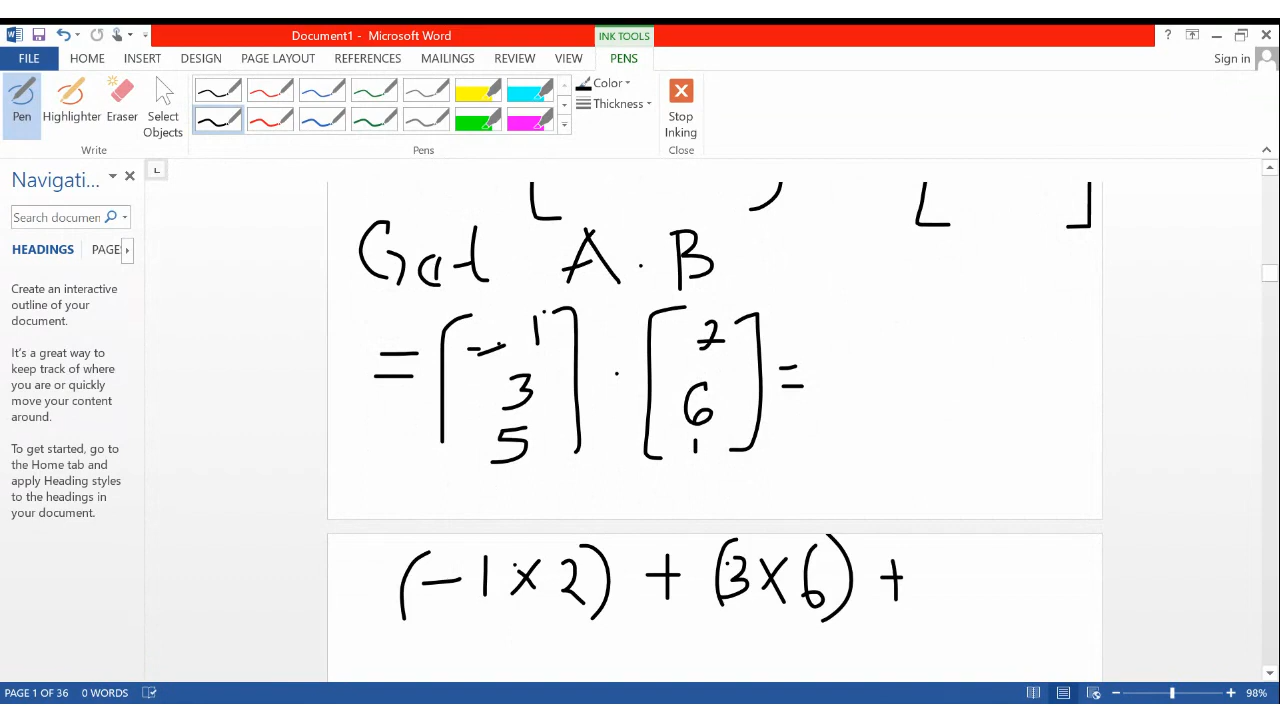 Document1 - Microsoft Word
INK TOOLS
?
FILE HOME INSERT DESIGN PAGE LAYOUT REFERENCES MAILINGS REVIEW VIEW PENS Sign in
Pen Highlighter Eraser Select Objects
Color
Thickness
Stop Inking
Write Pens Close
Navigati...
Search documen
HEADINGS PAGE
Create an interactive
outline of your
document.
It's a great way to
keep track of where
you are or quickly
move your content
around.
To get started, go to
the Home tab and
apply Heading styles
to the headings in
your document.
L
Get A . B
= [-1 3 5] . [2 6 1] =
(-1 x 2) + (3 x 6) +
PAGE 1 OF 36 0 WORDS 98%